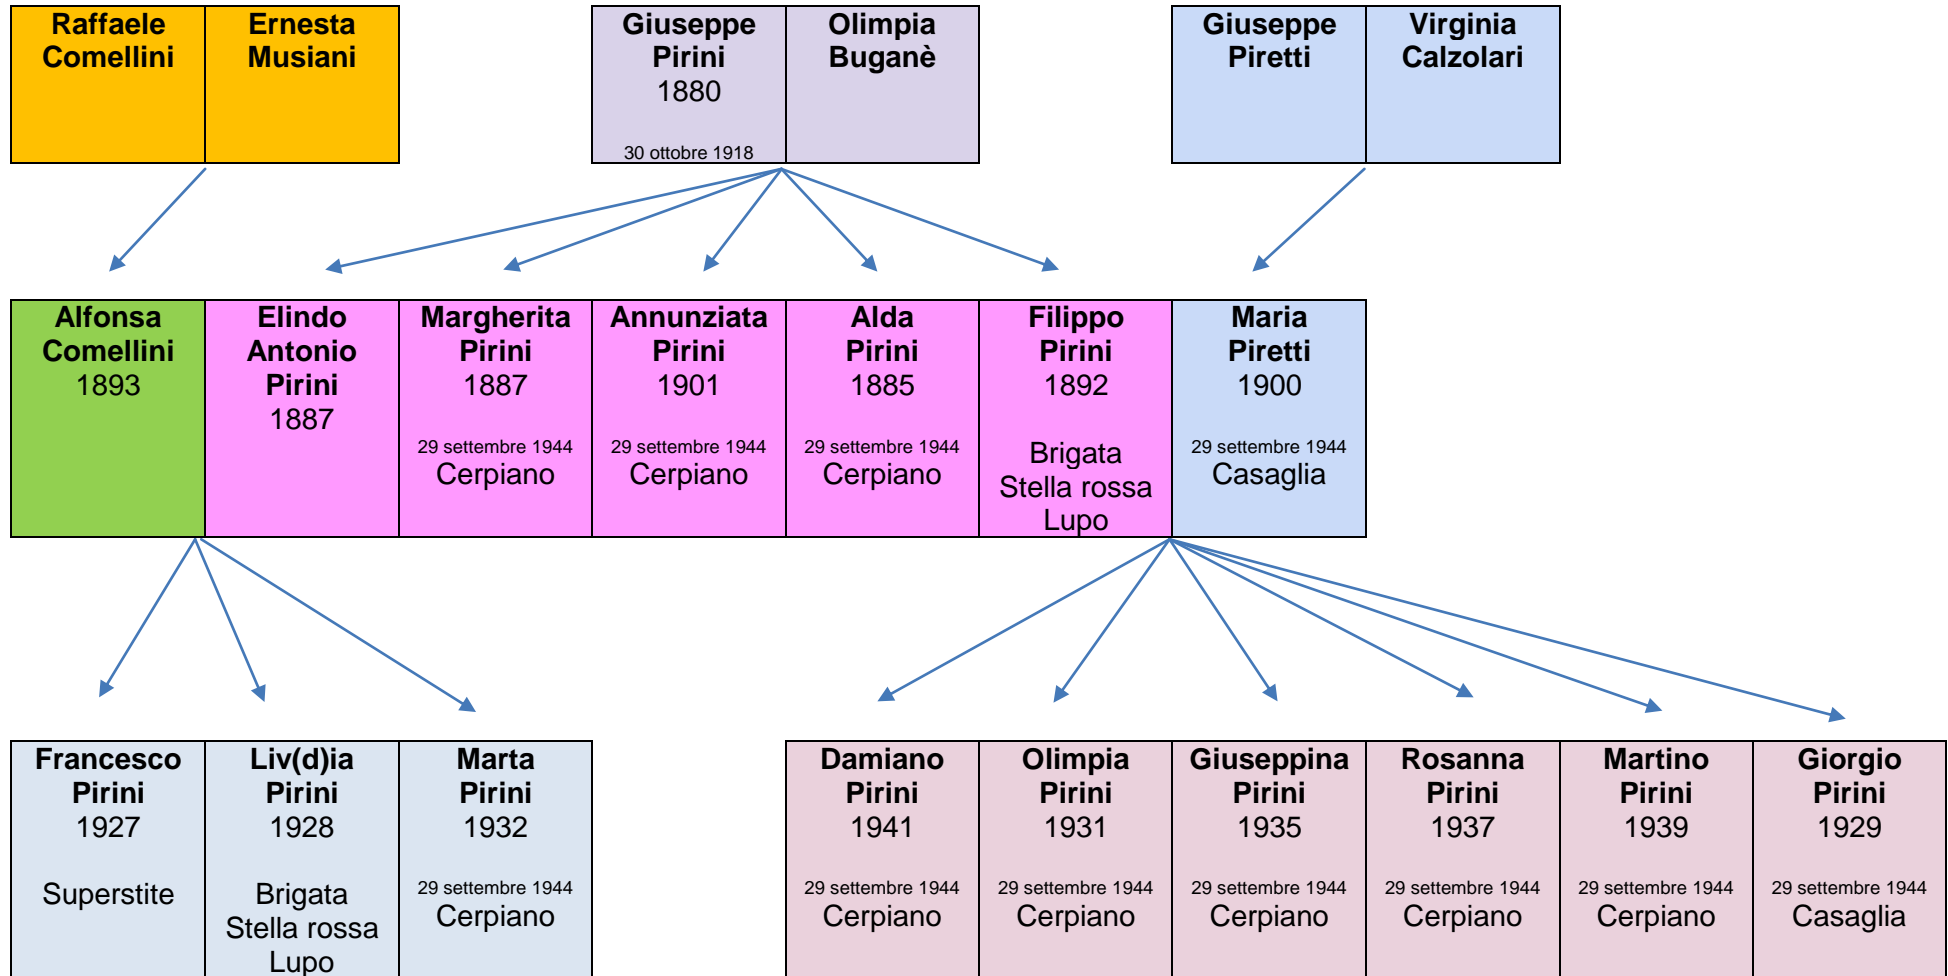 Raffaele
Comellini
Ernesta
Musiani
Giuseppe
Pirini
1880
30 ottobre 1918
Olimpia
Buganè
Giuseppe
Piretti
Virginia
Calzolari
Alfonsa
Comellini
1893
Elindo
Antonio
Pirini
1887
Margherita
Pirini
1887
29 settembre 1944
Cerpiano
Annunziata
Pirini
1901
29 settembre 1944
Cerpiano
Alda
Pirini
1885
29 settembre 1944
Cerpiano
Filippo
Pirini
1892
Brigata
Stella rossa
Lupo
Maria
Piretti
1900
29 settembre 1944
Casaglia
Francesco
Pirini
1927
Superstite
Liv(d)ia
Pirini
1928
Brigata
Stella rossa
Lupo
Marta
Pirini
1932
29 settembre 1944
Cerpiano
Damiano
Pirini
1941
29 settembre 1944
Cerpiano
Olimpia
Pirini
1931
29 settembre 1944
Cerpiano
Giuseppina
Pirini
1935
29 settembre 1944
Cerpiano
Rosanna
Pirini
1937
29 settembre 1944
Cerpiano
Martino
Pirini
1939
29 settembre 1944
Cerpiano
Giorgio
Pirini
1929
29 settembre 1944
Casaglia